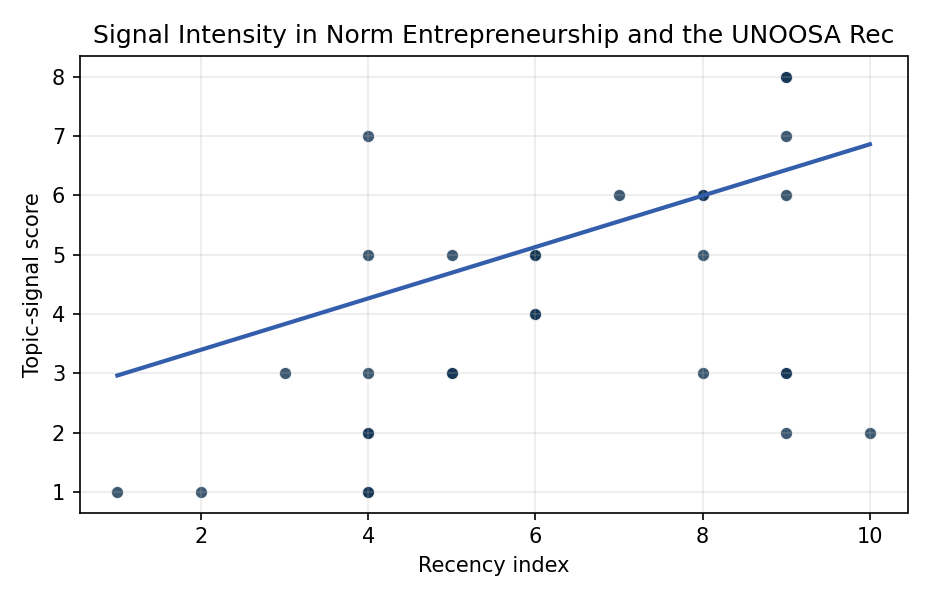 Signal Intensity in Norm Entrepreneurship and the UNOOSA Rec
8
7
6
5
4
3
2
1
Topic-signal score
2 4 6 8 10
Recency index